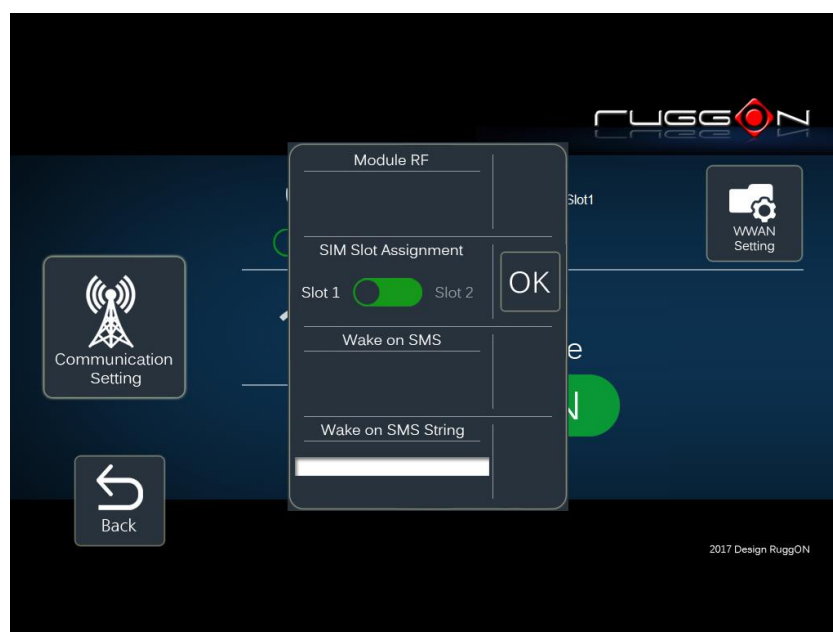 ruggon
Module RF
Slot1
WWAN
Setting
SIM Slot Assignment
Slot 1
Slot 2
OK
Communication
Setting
Wake on SMS
Wake on SMS String
Back
2017 Design RuggON